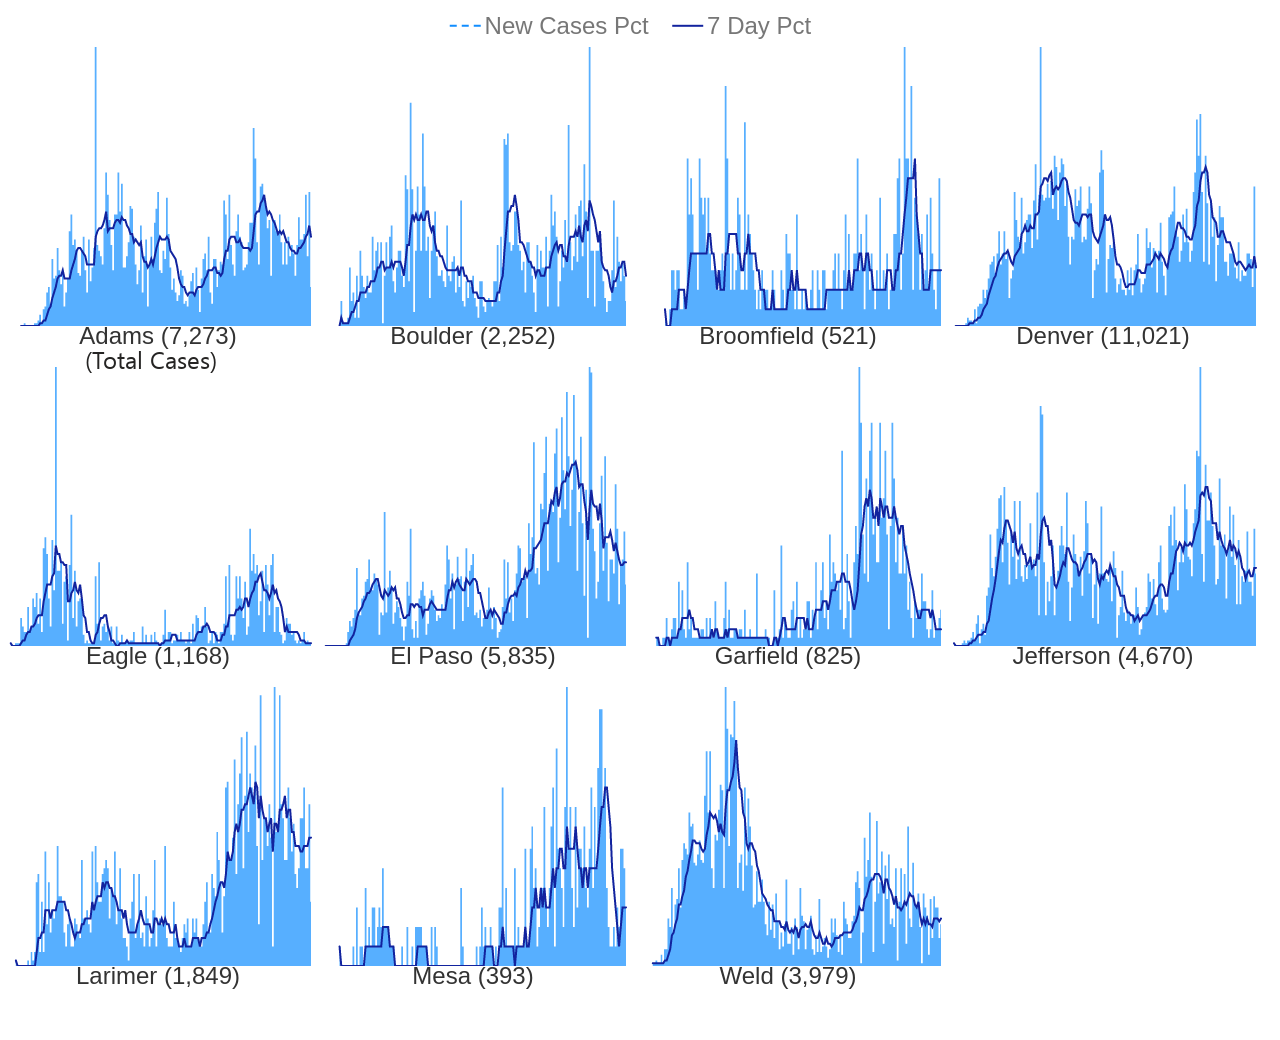 New Cases Pct 7 Day Pct
Adams (7,273) Boulder (2,252) Broomfield (521) Denver (11,021)
(Total Cases)
Eagle (1,168) El Paso (5,835) Garfield (825) Jefferson (4,670)
Larimer (1,849) Mesa (393) Weld (3,979)